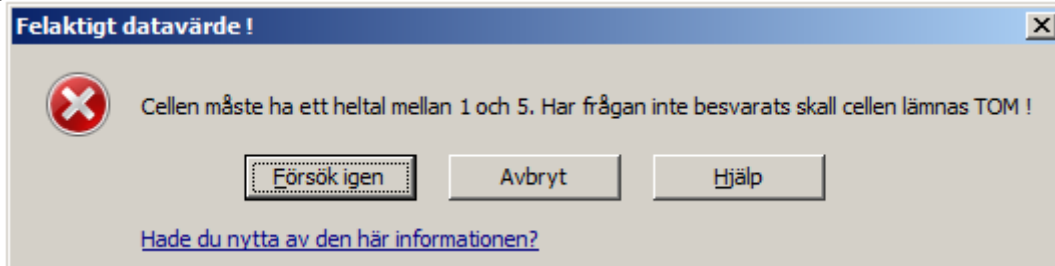 Felaktigt datavärde !
Cellen måste ha ett heltal mellan 1 och 5. Har frågan inte besvarats skall cellen lämnas TOM !
Försök igen
Avbryt
Hjälp
Hade du nytta av den här informationen?